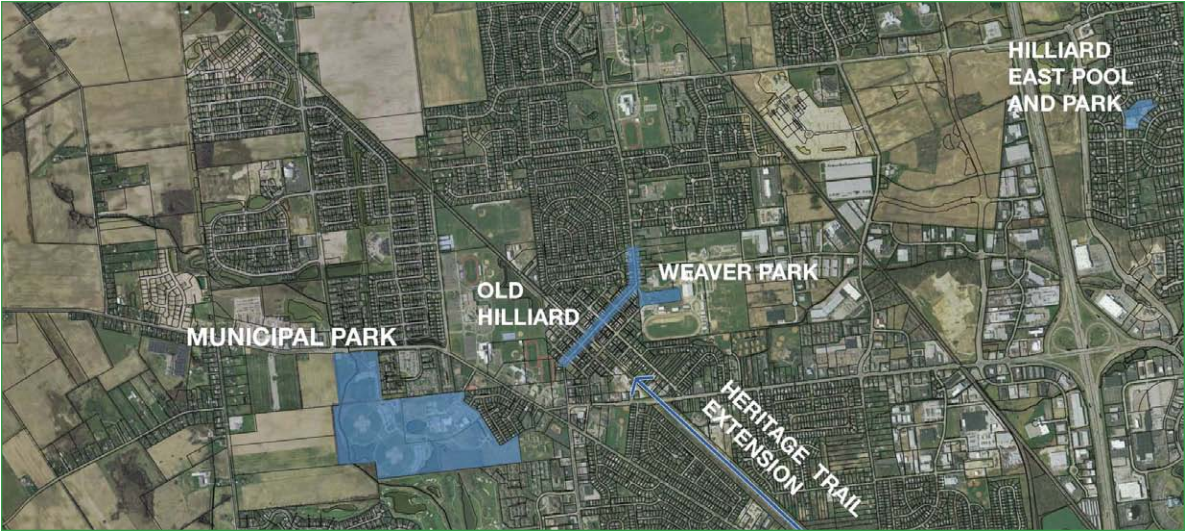 HILLIARD
EAST POOL
AND PARK
WEAVER PARK
OLD
HILLIARD
MUNICIPAL PARK
HERITAGE TRAIL
EXTENSION